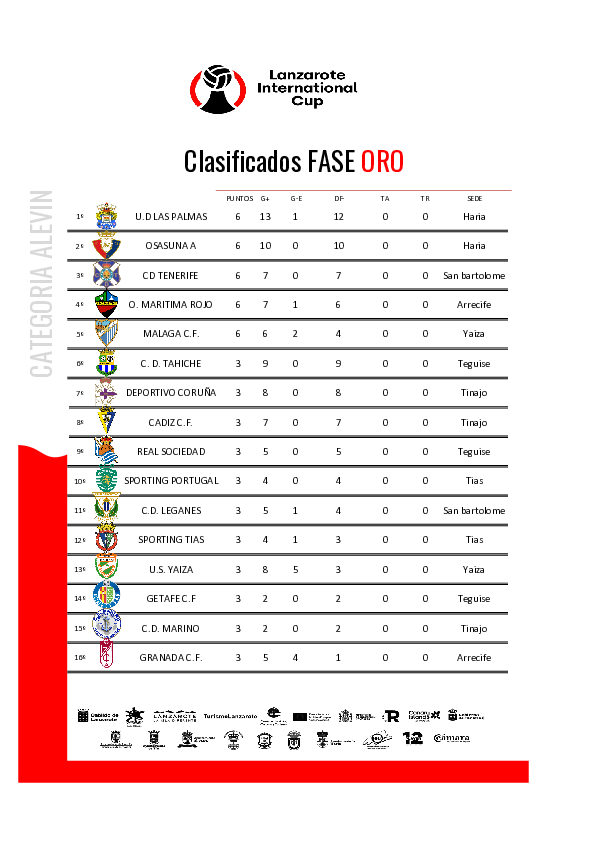 Lanzarote
International
Cup
Clasificados FASE ORO
CATEGORIA ALEVIN
PUNTOS G+ G-E DF- TA TR SEDE
1º U.D LAS PALMAS 6 13 1 12 0 0 Haria
2º OSASUNA A 6 10 0 10 0 0 Haria
3º CD TENERIFE 6 7 0 7 0 0 San bartolome
4º O. MARITIMA ROJO 6 7 1 6 0 0 Arrecife
5º MALAGA C.F. 6 6 2 4 0 0 Yaiza
6º C. D. TAHICHE 3 9 0 9 0 0 Teguise
7º DEPORTIVO CORUÑA 3 8 0 8 0 0 Tinajo
8º CADIZ C.F. 3 7 0 7 0 0 Tinajo
9º REAL SOCIEDAD 3 5 0 5 0 0 Teguise
10º SPORTING PORTUGAL 3 4 0 4 0 0 Tias
11º C.D. LEGANES 3 5 1 4 0 0 San bartolome
12º SPORTING TIAS 3 4 1 3 0 0 Tias
13º U.S. YAIZA 3 8 5 3 0 0 Yaiza
14º GETAFE C.F 3 2 0 2 0 0 Teguise
15º C.D. MARINO 3 2 0 2 0 0 Tinajo
16º GRANADA C.F. 3 5 4 1 0 0 Arrecife
Cabildo de
Lanzarote
LANZAROTE
TurismoLanzarote
Canary
Islands
12
Cámara